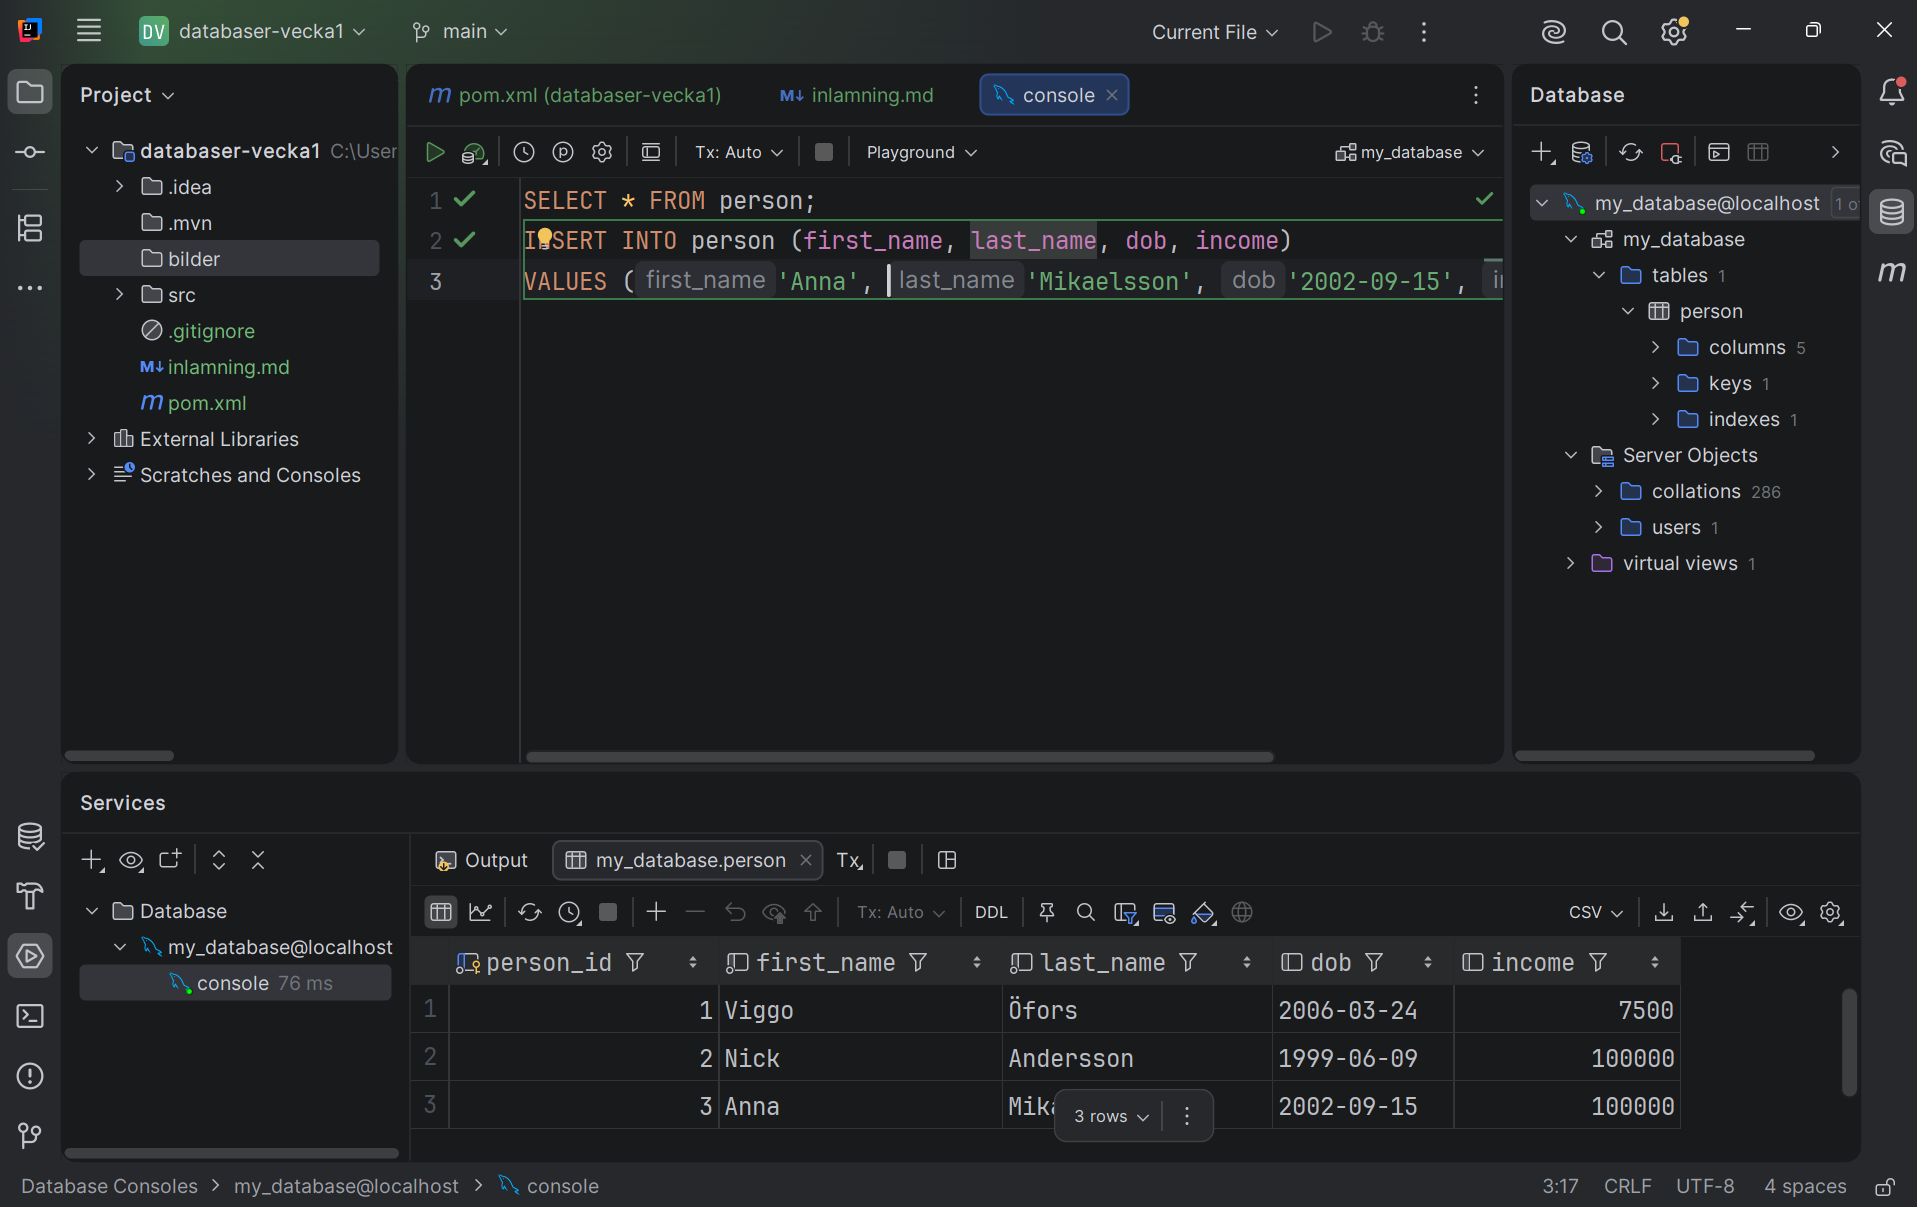 DV databaser-vecka1 main Current File
Project
databaser-vecka1 C:\User
.idea
.mvn
bilder
src
.gitignore
M↓ inlamning.md
m pom.xml
External Libraries
Scratches and Consoles
m pom.xml (databaser-vecka1) M↓ inlamning.md console
Tx: Auto Playground my_database
1 SELECT * FROM person;
2 INSERT INTO person (first_name, last_name, dob, income)
3 VALUES ( first_name 'Anna', last_name 'Mikaelsson', dob '2002-09-15', in
Database
my_database@localhost 1 o
my_database
tables 1
person
columns 5
keys 1
indexes 1
Server Objects
collations 286
users 1
virtual views 1
m
Services
Database
my_database@localhost
console 76 ms
Output my_database.person Tx
Tx: Auto DDL CSV
person_id first_name last_name dob income
1 1 Viggo Öfors 2006-03-24 7500
2 2 Nick Andersson 1999-06-09 100000
3 3 Anna Mika 2002-09-15 100000
3 rows
Database Consoles > my_database@localhost > console 3:17 CRLF UTF-8 4 spaces